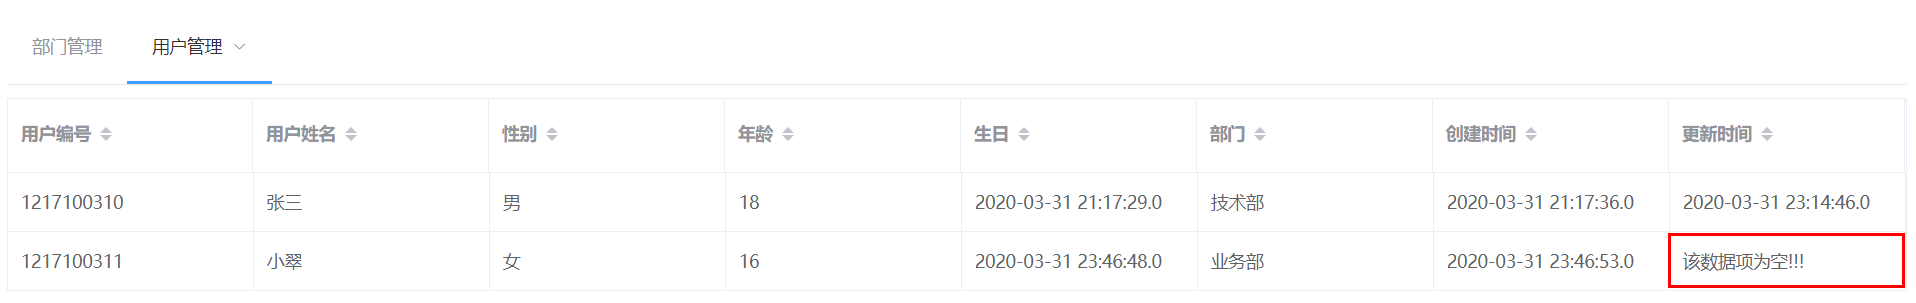 部门管理 用户管理
用户编号 用户姓名 性别 年龄 生日 部门 创建时间 更新时间
1217100310 张三 男 18 2020-03-31 21:17:29.0 技术部 2020-03-31 21:17:36.0 2020-03-31 23:14:46.0
1217100311 小翠 女 16 2020-03-31 23:46:48.0 业务部 2020-03-31 23:46:53.0 该数据项为空!!!